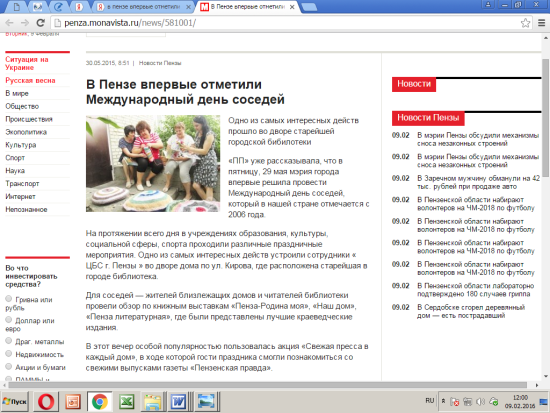 в пензе впервые отметили
В Пензе впервые отметили
penza.monavista.ru/news/581001/
Вторник, 9 Февраля
Ситуация на
Украине
Русская весна
В мире
Общество
Происшествия
Экополитика
Культура
Спорт
Наука
Транспорт
Интернет
Непознанное
Во что
инвестировать
средства?
Гривна или
рубль
Доллар или
евро
Драг. металлы
Недвижимость
Акции и бумаги
ПАММы и
30.05.2015, 8:51 | Новости Пензы
В Пензе впервые отметили
Международный день соседей
Одно из самых интересных действ
прошло во дворе старейшей
городской бибилотеки
«ПП» уже рассказывала, что в
пятницу, 29 мая мэрия города
впервые решила провести
Международный день соседей,
который в нашей стране отмечается с
2006 года.
На протяжении всего дня в учреждениях образования, культуры,
социальной сферы, спорта проходили различные праздничные
мероприятия. Одно из самых интересных действ устроили сотрудники «
ЦБС г. Пензы » во дворе дома по ул. Кирова, где расположена старейшая в
городе библиотека.
Для соседей — жителей близлежащих домов и читателей библиотеки
провели обзор по книжным выставкам «Пенза-Родина моя», «Наш дом»,
«Пенза литературная», где были представлены лучшие краеведческие
издания.
В этот вечер особой популярностью пользовалась акция «Свежая пресса в
каждый дом», в ходе которой гости праздника смогли познакомиться со
свежими выпусками газеты «Пензенская правда».
Новости
Новости Пензы
09.02 В мэрии Пензы обсудили механизмы
сноса незаконных строений
09.02 В мэрии Пензы обсудили механизмы
сноса незаконных строений
09.02 В Заречном мужчину обманули на 42
тыс. рублей при продаже авто
09.02 В Пензенской области набирают
волонтеров на ЧМ-2018 по футболу
09.02 В Пензенской области набирают
волонтеров на ЧМ-2018 по футболу
09.02 В Пензенской области набирают
волонтеров на ЧМ-2018 по футболу
09.02 В Пензенской области лабораторно
подтверждено 180 случаев гриппа
09.02 В Сердобске сгорел деревянный
дом — есть пострадавший
Пуск
RU
12:00
09.02.2016